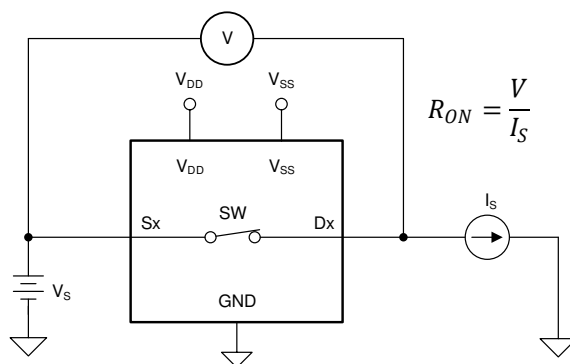 V
V_DD
V_SS
R_ON = V / I_S
V_DD
V_SS
I_S
SW
Sx
Dx
V_S
GND